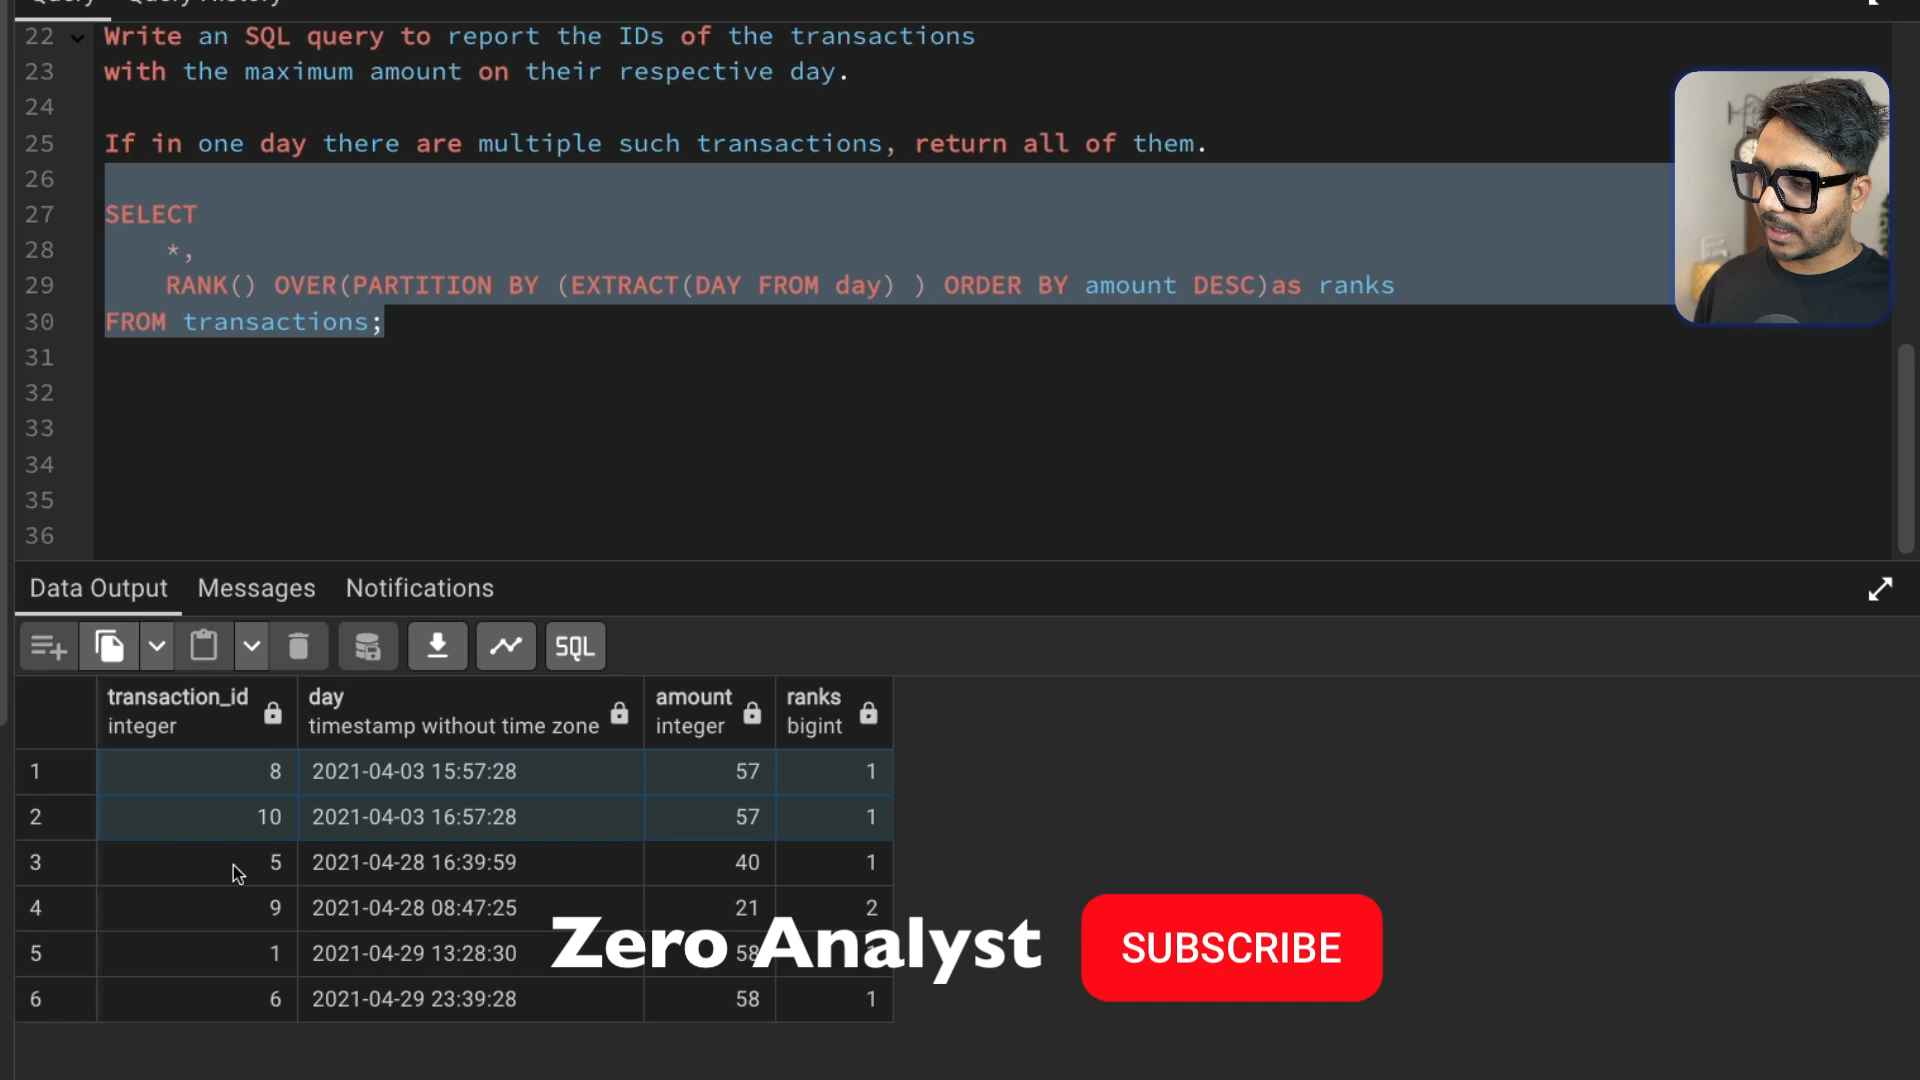 Query Query History
22 Write an SQL query to report the IDs of the transactions
23 with the maximum amount on their respective day.
24
25 If in one day there are multiple such transactions, return all of them.
26
27 SELECT
28 *,
29 RANK() OVER(PARTITION BY (EXTRACT(DAY FROM day) ) ORDER BY amount DESC)as ranks
30 FROM transactions;
31
32
33
34
35
36
Data Output Messages Notifications
SQL
transaction_id day amount ranks
integer timestamp without time zone integer bigint
1 8 2021-04-03 15:57:28 57 1
2 10 2021-04-03 16:57:28 57 1
3 5 2021-04-28 16:39:59 40 1
4 9 2021-04-28 08:47:25 21 2
5 1 2021-04-29 13:28:30 58
6 6 2021-04-29 23:39:28 58 1
Zero Analyst SUBSCRIBE